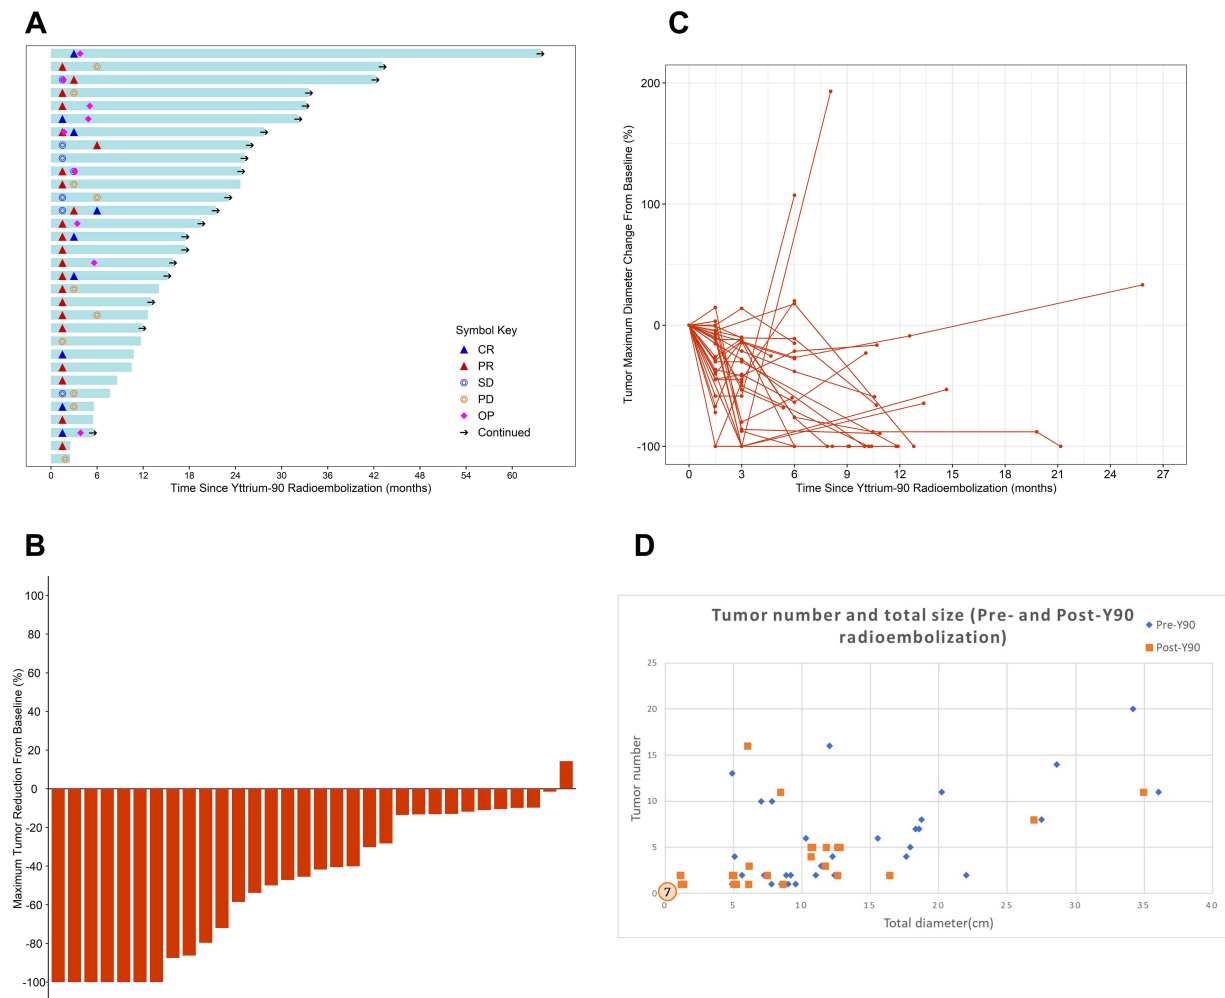 A
Symbol Key
CR
PR
SD
PD
OP
Continued
0 6 12 18 24 30 36 42 48 54 60
Time Since Yttrium-90 Radioembolization (months)
C
Tumor Maximum Diameter Change From Baseline (%)
200
100
0
-100
0 3 6 9 12 15 18 21 24 27
Time Since Yttrium-90 Radioembolization (months)
B
Maximum Tumor Reduction From Baseline (%)
100
80
60
40
20
0
-20
-40
-60
-80
-100
D
Tumor number and total size (Pre- and Post-Y90
radioembolization)
Pre-Y90
Post-Y90
Tumor number
25
20
15
10
5
0
7
0 5 10 15 20 25 30 35 40
Total diameter(cm)